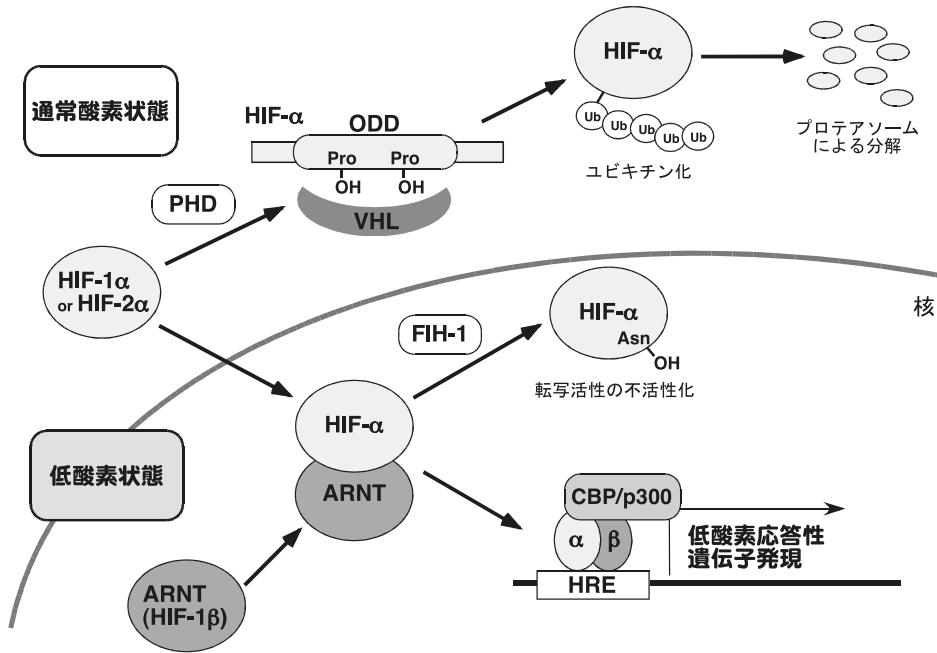 通常酸素状態
HIF-α
ODD
Pro
Pro
OH
OH
VHL
PHD
HIF-α
Ub
Ub
Ub
Ub
Ub
ユビキチン化
プロテアソーム
による分解
HIF-1α
or HIF-2α
核
FIH-1
HIF-α
Asn
OH
転写活性の不活性化
低酸素状態
HIF-α
ARNT
ARNT
(HIF-1β)
CBP/p300
α
β
HRE
低酸素応答性
遺伝子発現